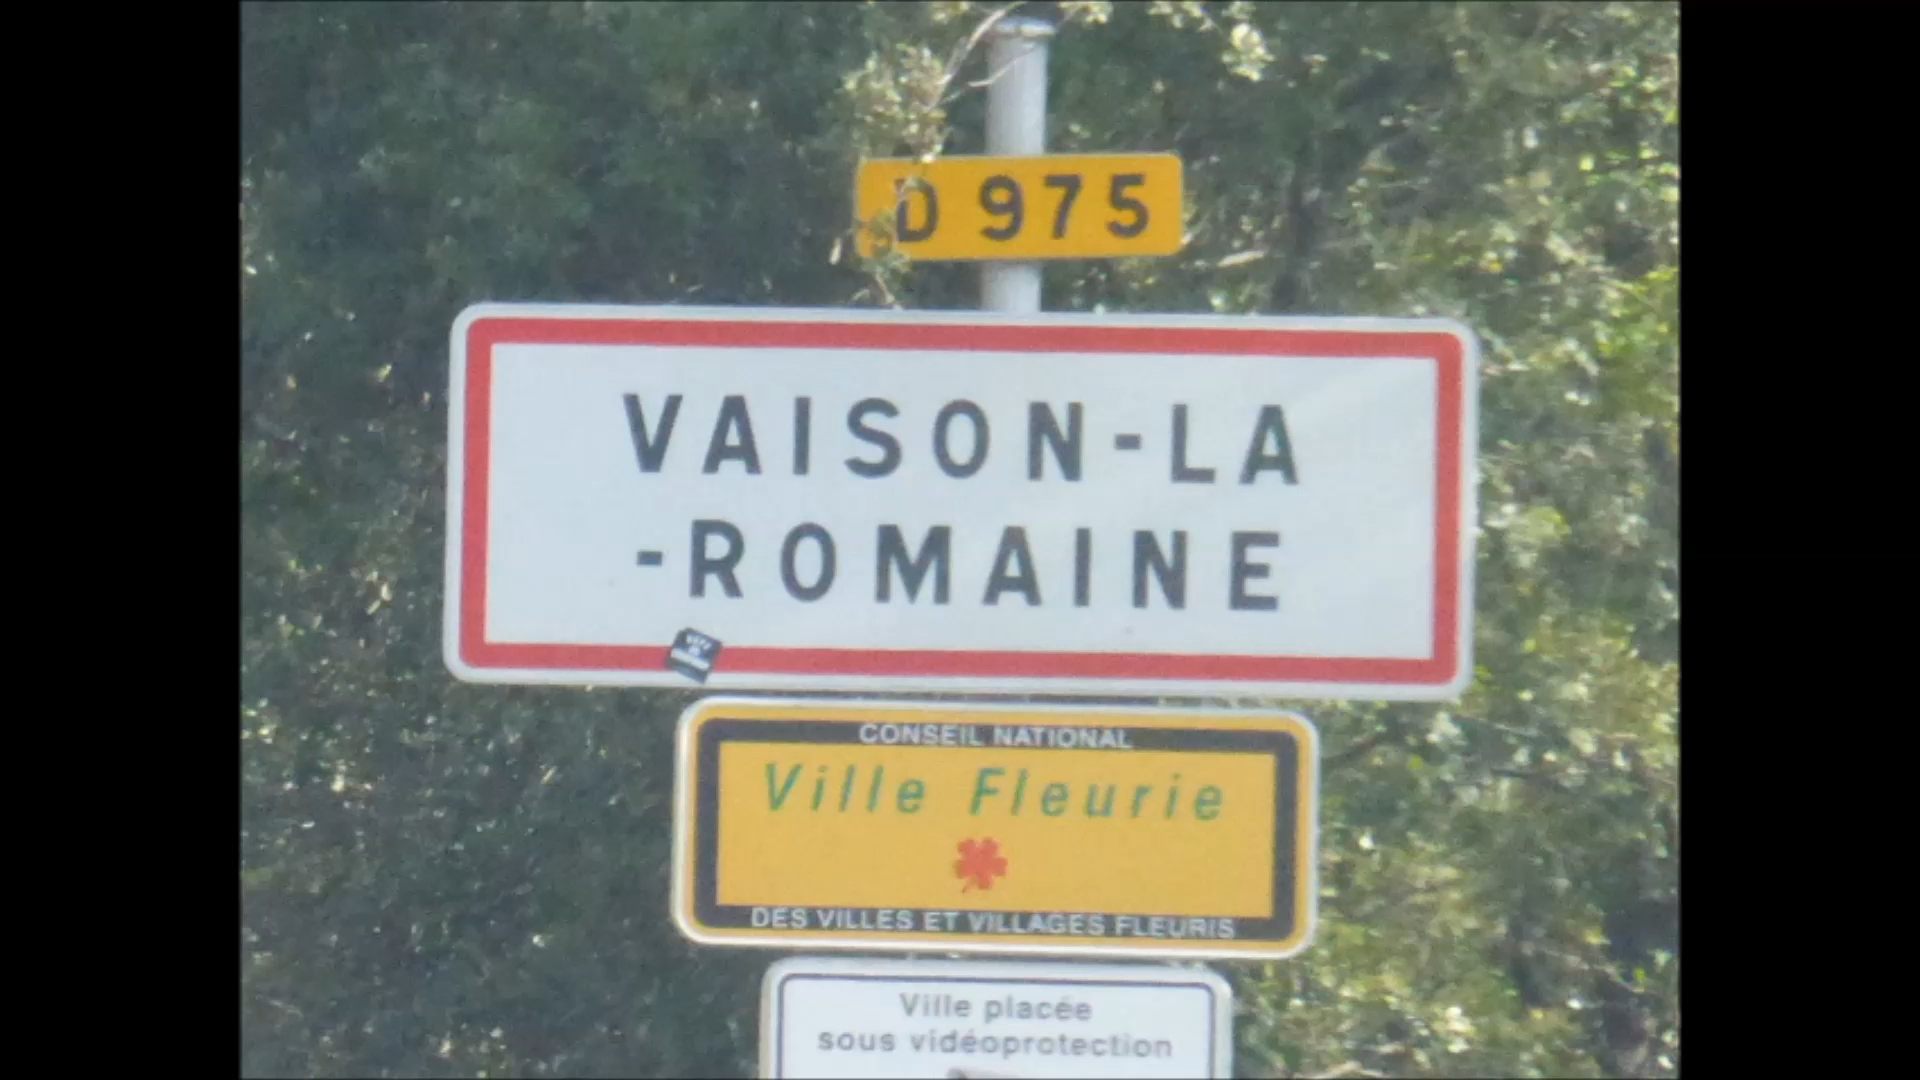 D 975
VAISON-LA
-ROMAINE
CONSEIL NATIONAL
Ville Fleurie
DES VILLES ET VILLAGES FLEURIS
Ville placée
sous vidéoprotection